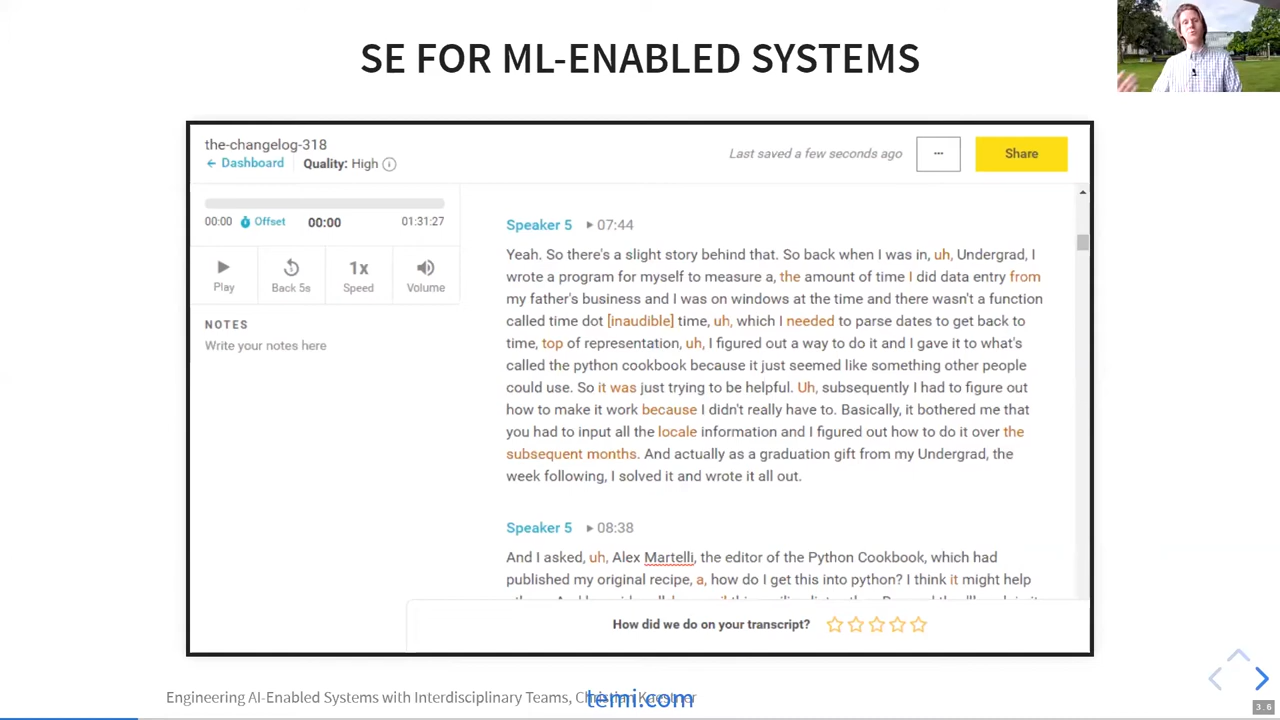 SE FOR ML-ENABLED SYSTEMS
the-changelog-318
← Dashboard
Quality: High
Last saved a few seconds ago
...
Share
00:00
Offset
00:00
01:31:27
Play
5
Back 5s
1x
Speed
Volume
NOTES
Write your notes here
Speaker 5 ▸ 07:44
Yeah. So there's a slight story behind that. So back when I was in, uh, Undergrad, I
wrote a program for myself to measure a, the amount of time I did data entry from
my father's business and I was on windows at the time and there wasn't a function
called time dot [inaudible] time, uh, which I needed to parse dates to get back to
time, top of representation, uh, I figured out a way to do it and I gave it to what's
called the python cookbook because it just seemed like something other people
could use. So it was just trying to be helpful. Uh, subsequently I had to figure out
how to make it work because I didn't really have to. Basically, it bothered me that
you had to input all the locale information and I figured out how to do it over the
subsequent months. And actually as a graduation gift from my Undergrad, the
week following, I solved it and wrote it all out.
Speaker 5 ▸ 08:38
And I asked, uh, Alex Martelli, the editor of the Python Cookbook, which had
published my original recipe, a, how do I get this into python? I think it might help
How did we do on your transcript?
Engineering AI-Enabled Systems with Interdisciplinary Teams, Christian Kaestner
temi.com
3.6